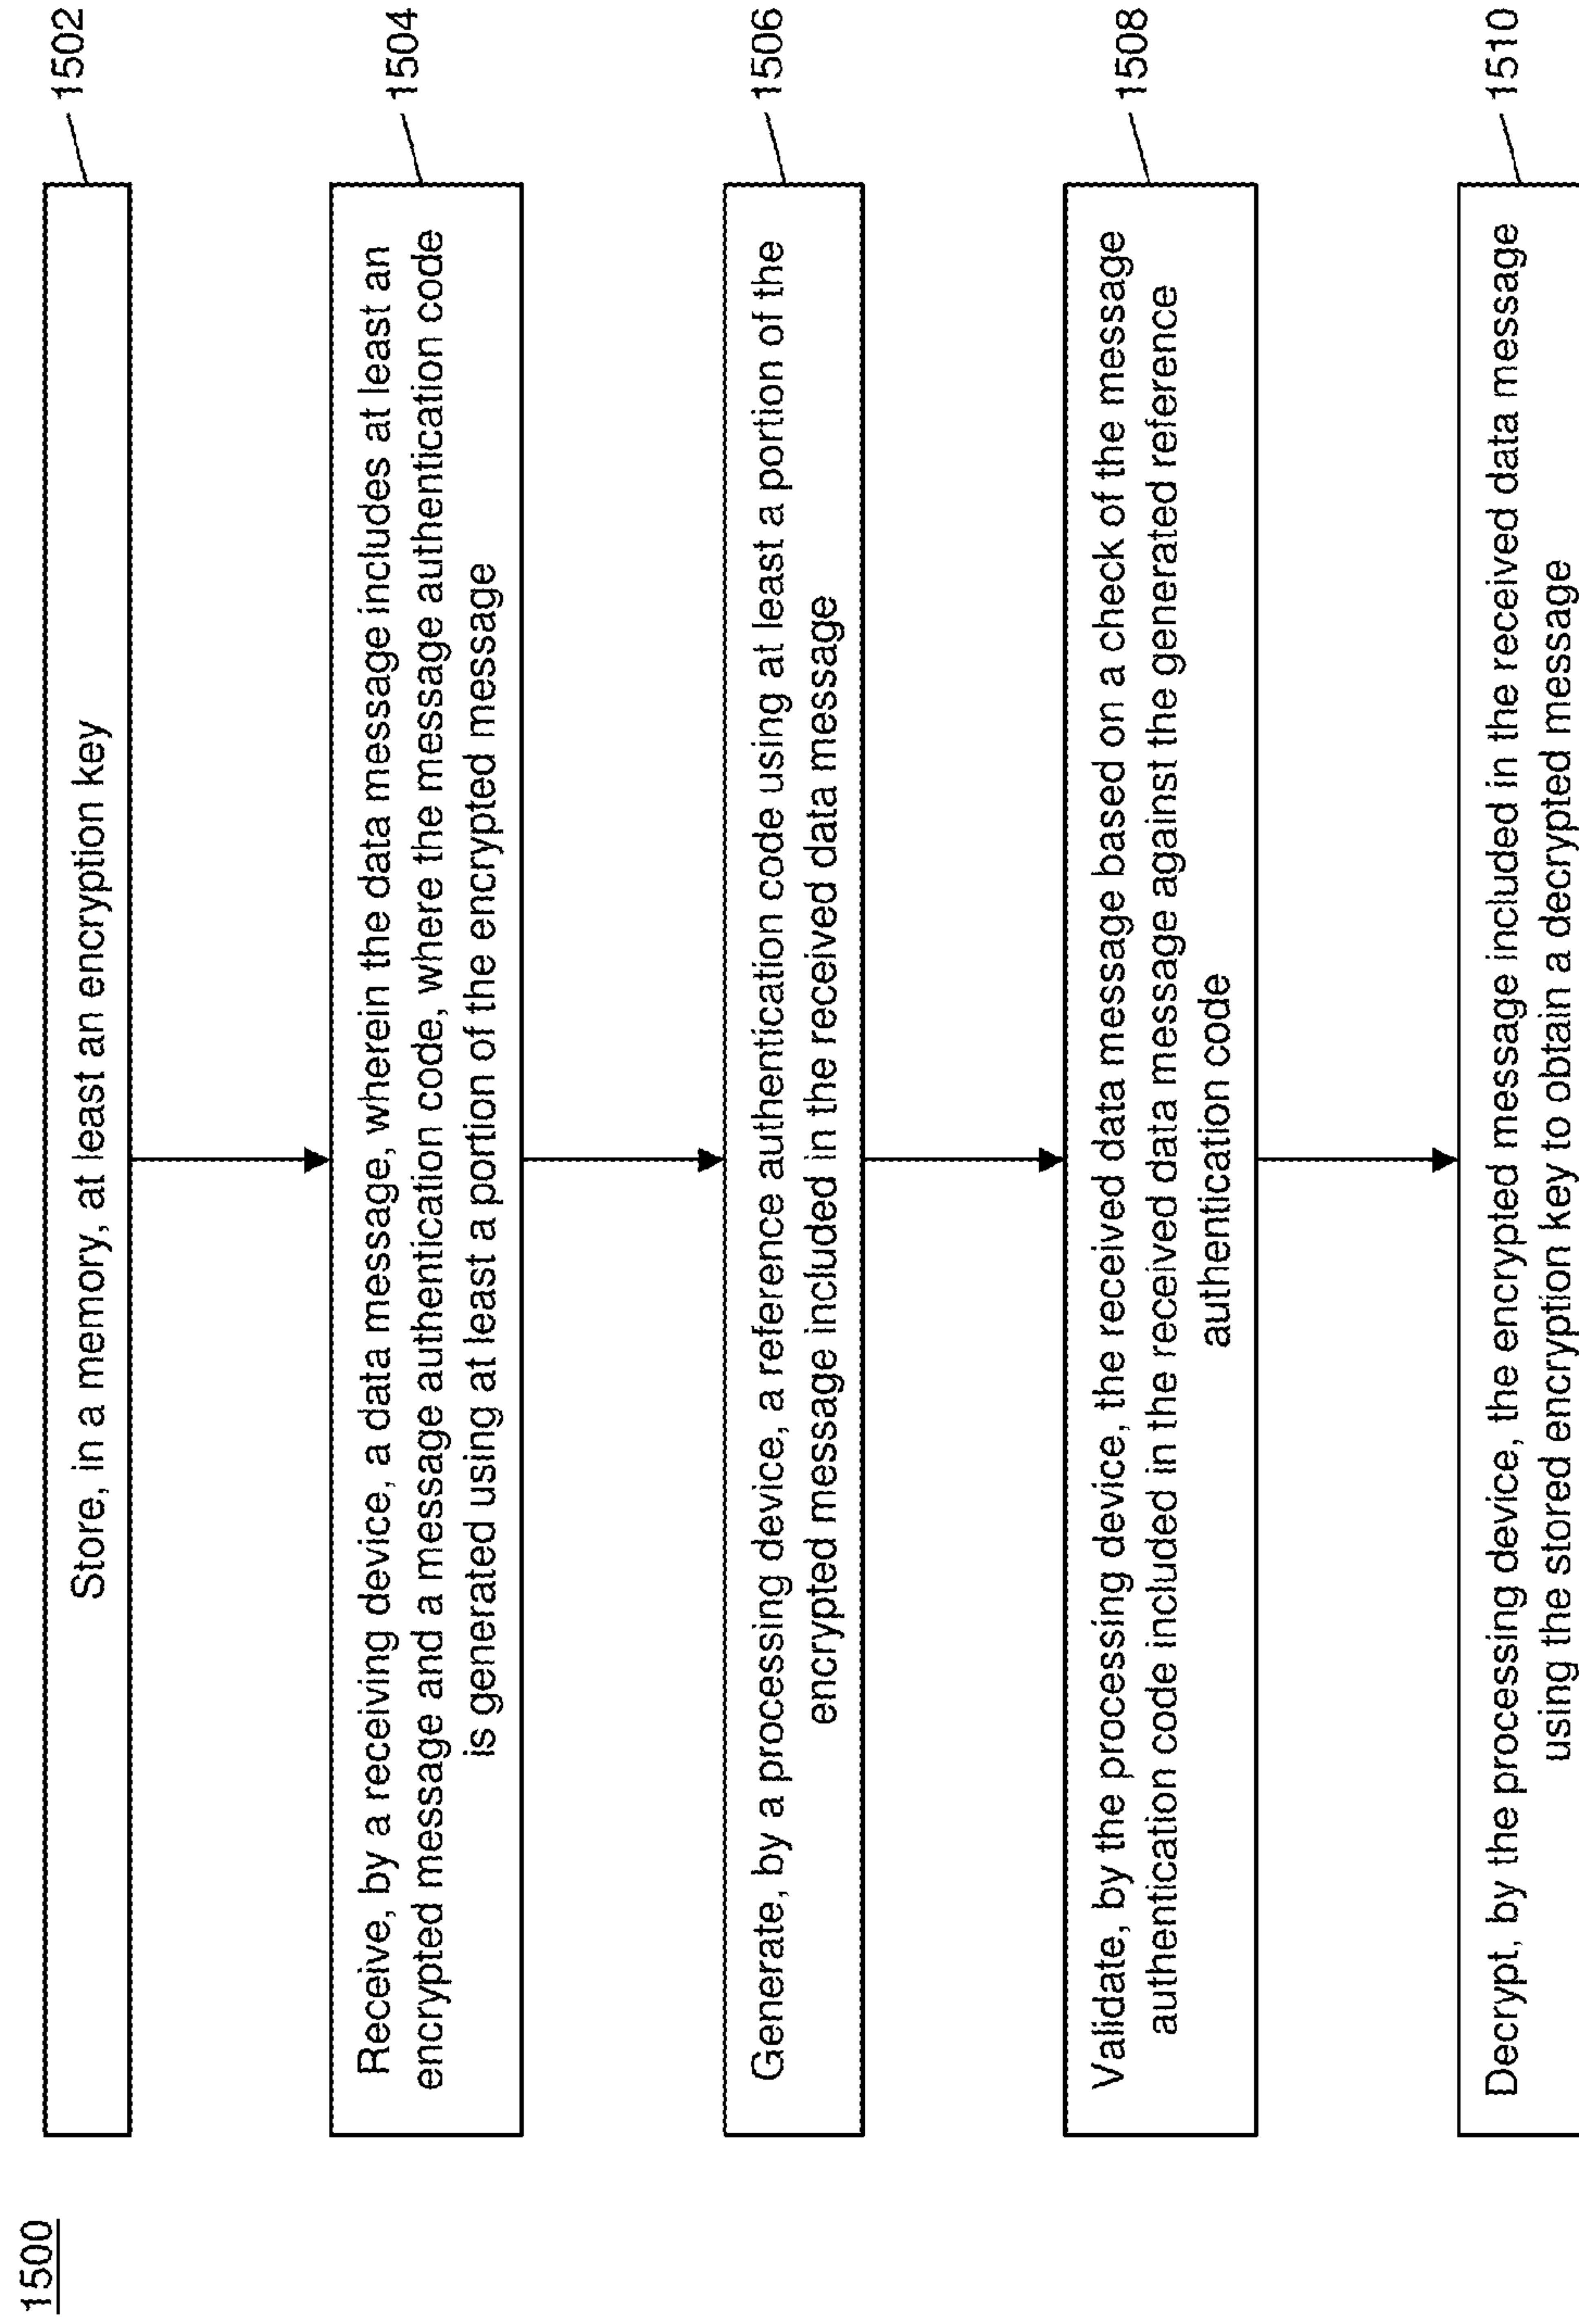 1500
Store, in a memory, at least an encryption key
1502
Receive, by a receiving device, a data message, wherein the data message includes at least an
encrypted message and a message authentication code, where the message authentication code
is generated using at least a portion of the encrypted message
1504
Generate, by a processing device, a reference authentication code using at least a portion of the
encrypted message included in the received data message
1506
Validate, by the processing device, the received data message based on a check of the message
authentication code included in the received data message against the generated reference
authentication code
1508
Decrypt, by the processing device, the encrypted message included in the received data message
using the stored encryption key to obtain a decrypted message
1510